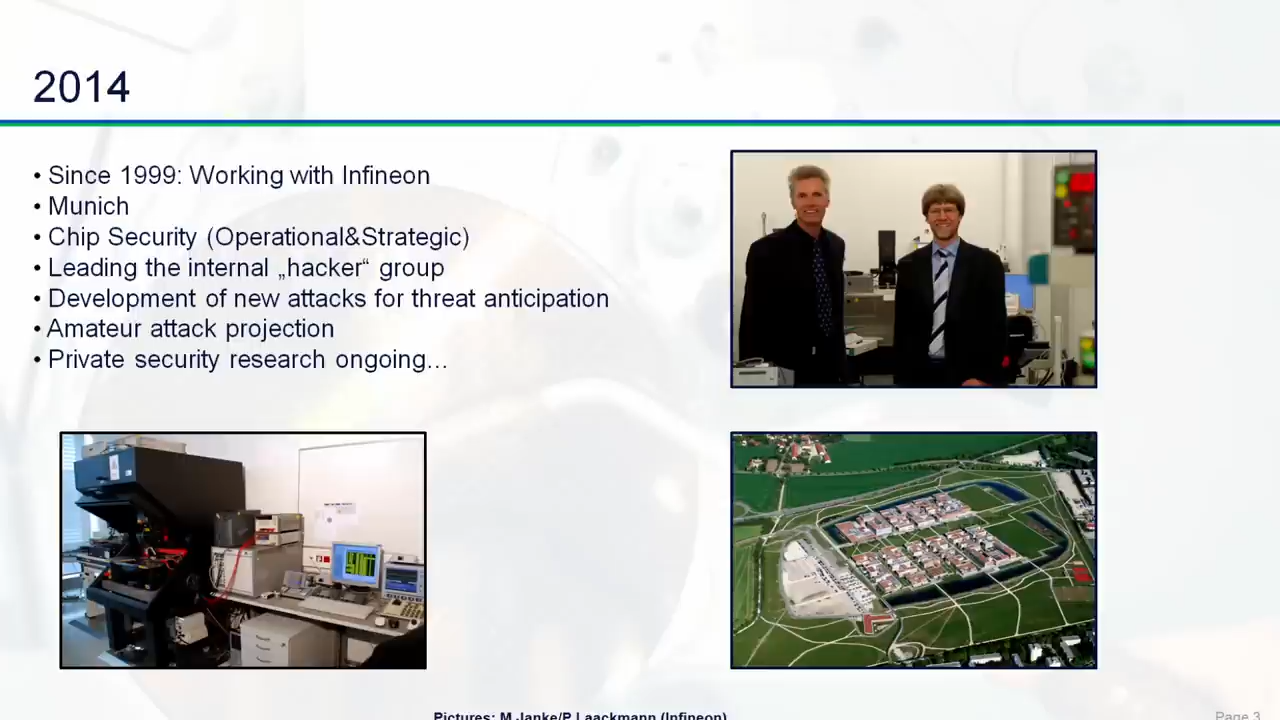 2014
• Since 1999: Working with Infineon
• Munich
• Chip Security (Operational&Strategic)
• Leading the internal „hacker“ group
• Development of new attacks for threat anticipation
• Amateur attack projection
• Private security research ongoing…
Pictures: M.Janke/P.Laackmann (Infineon)
Page 3